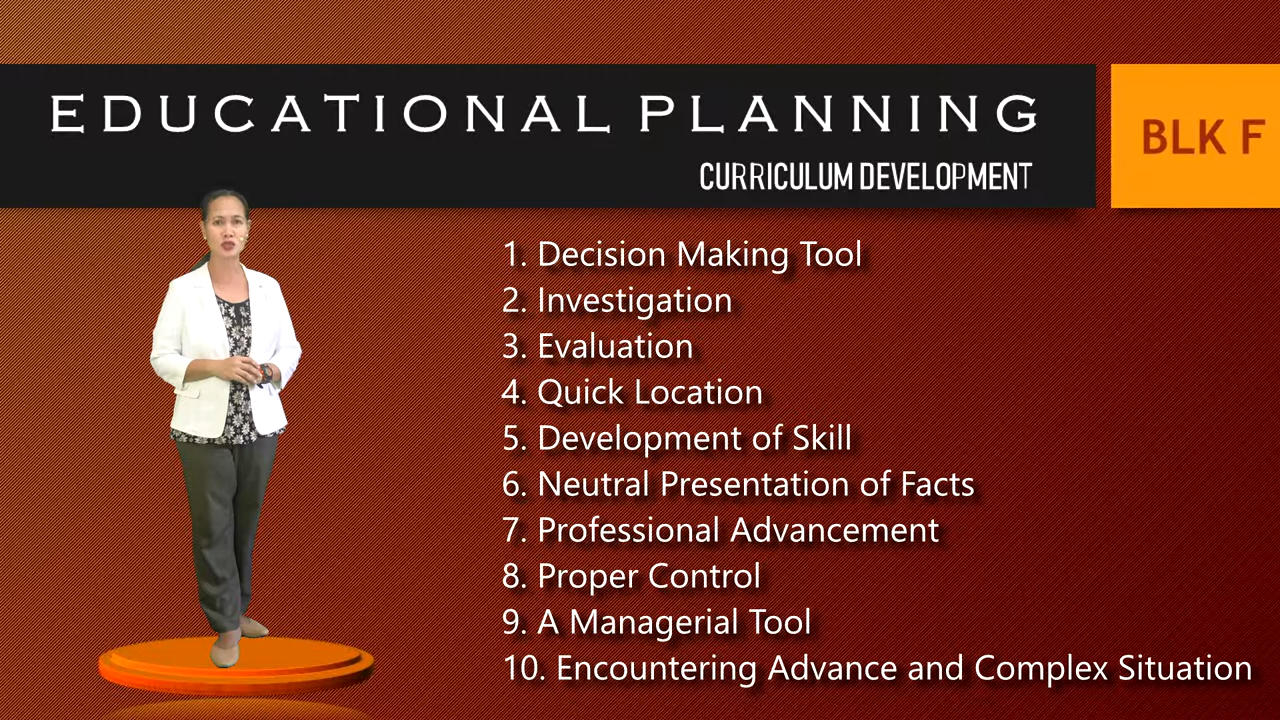 EDUCATIONAL PLANNING
CURRICULUM DEVELOPMENT
BLK F
1. Decision Making Tool
2. Investigation
3. Evaluation
4. Quick Location
5. Development of Skill
6. Neutral Presentation of Facts
7. Professional Advancement
8. Proper Control
9. A Managerial Tool
10. Encountering Advance and Complex Situation